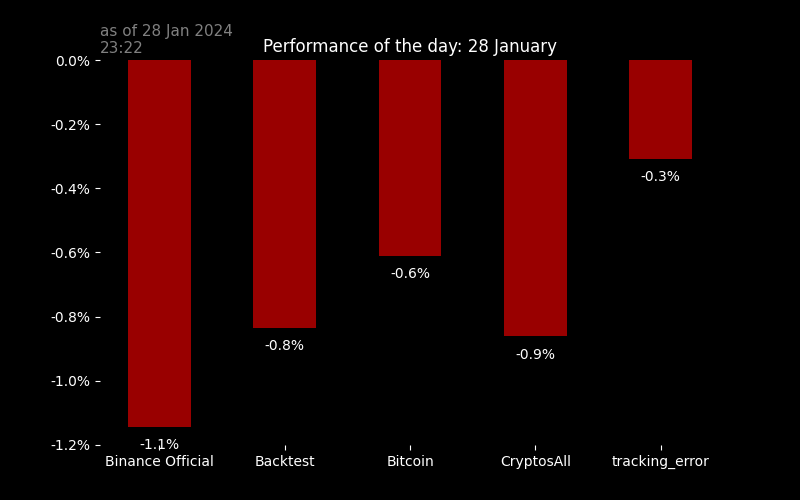 as of 28 Jan 2024
23:22
Performance of the day: 28 January
0.0%
-0.2%
-0.4%
-0.6%
-0.8%
-1.0%
-1.2%
-1.1%
-0.8%
-0.6%
-0.9%
-0.3%
Binance Official
Backtest
Bitcoin
CryptosAll
tracking_error